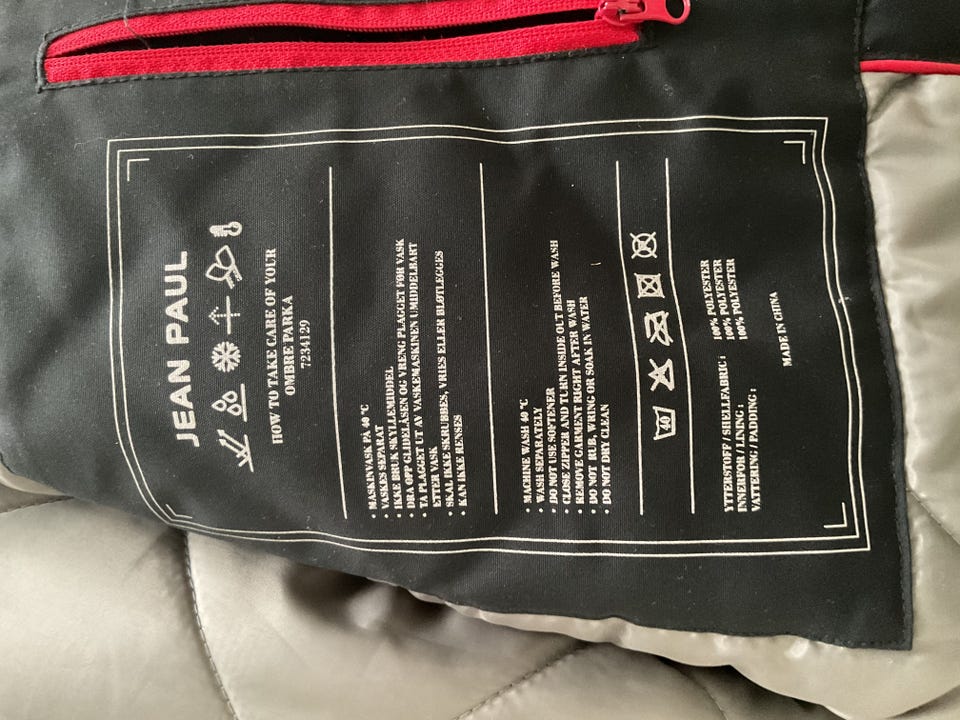 JEAN PAUL
HOW TO TAKE CARE OF YOUR
OMBRE PARKA
7234129
• MASKINVASK PÅ 40 °C
• VASKES SEPARAT
• IKKE BRUK SKYLLEMIDDEL
• DRA OPP GLIDELÅSEN OG VRENG PLAGGET FØR VASK
• TA PLAGGET UT AV VASKEMASKINEN UMIDDELBART
ETTER VASK
• SKAL IKKE SKRUBBES, VRIES ELLER BLØTLEGGES
• KAN IKKE RENSES
• MACHINE WASH 40 °C
• WASH SEPARATELY
• DO NOT USE SOFTENER
• CLOSE ZIPPER AND TURN INSIDE OUT BEFORE WASH
• REMOVE GARMENT RIGHT AFTER WASH
• DO NOT RUB, WRING OR SOAK IN WATER
• DO NOT DRY CLEAN
40
YTTERSTOFF / SHELLFABRIC : 100% POLYESTER
INNERFOR / LINING : 100% POLYESTER
VATTERING / PADDING : 100% POLYESTER
MADE IN CHINA